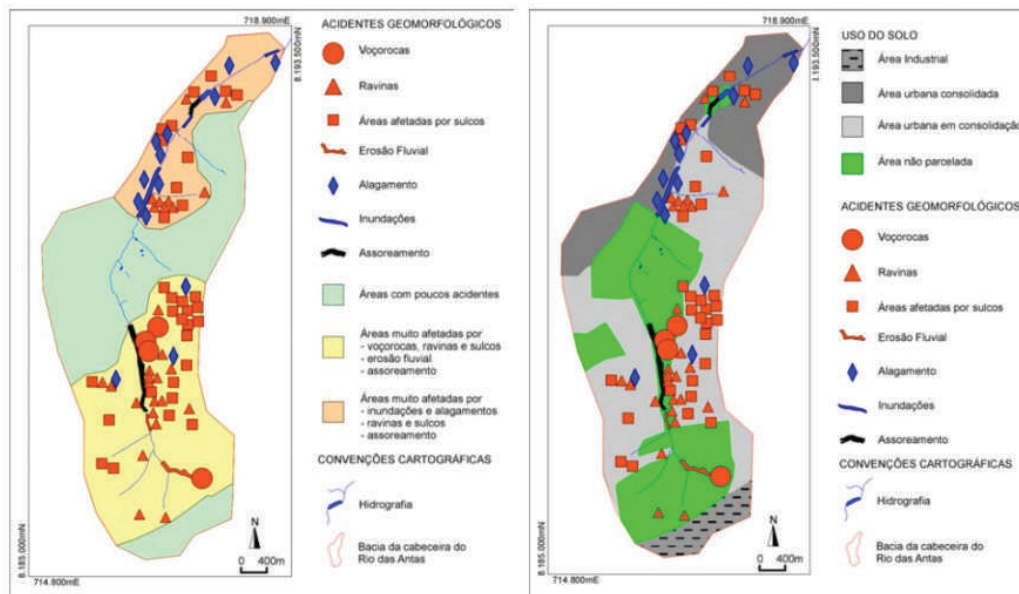 718.900mE
8.193.500mN
ACIDENTES GEOMORFOLÓGICOS
Voçorocas
Ravinas
Áreas afetadas por sulcos
Erosão Fluvial
Alagamento
Inundações
Assoreamento
Áreas com poucos acidentes
Áreas muito afetadas por
- voçorocas, ravinas e sulcos
- erosão fluvial
- assoreamento
Áreas muito afetadas por
- inundações e alagamentos
- ravinas e sulcos
- assoreamento
CONVENÇÕES CARTOGRÁFICAS
Hidrografia
Bacia da cabeceira do
Rio das Antas
N
0 400m
8.185.000mN
714.800mE
718.900mE
1.193.500mN
USO DO SOLO
Área Industrial
Área urbana consolidada
Área urbana em consolidação
Área não parcelada
ACIDENTES GEOMORFOLÓGICOS
Voçorocas
Ravinas
Áreas afetadas por sulcos
Erosão Fluvial
Alagamento
Inundações
Assoreamento
CONVENÇÕES CARTOGRÁFICAS
Hidrografia
Bacia da cabeceira do
Rio das Antas
N
0 400m
8.185.000mN
714.800mE